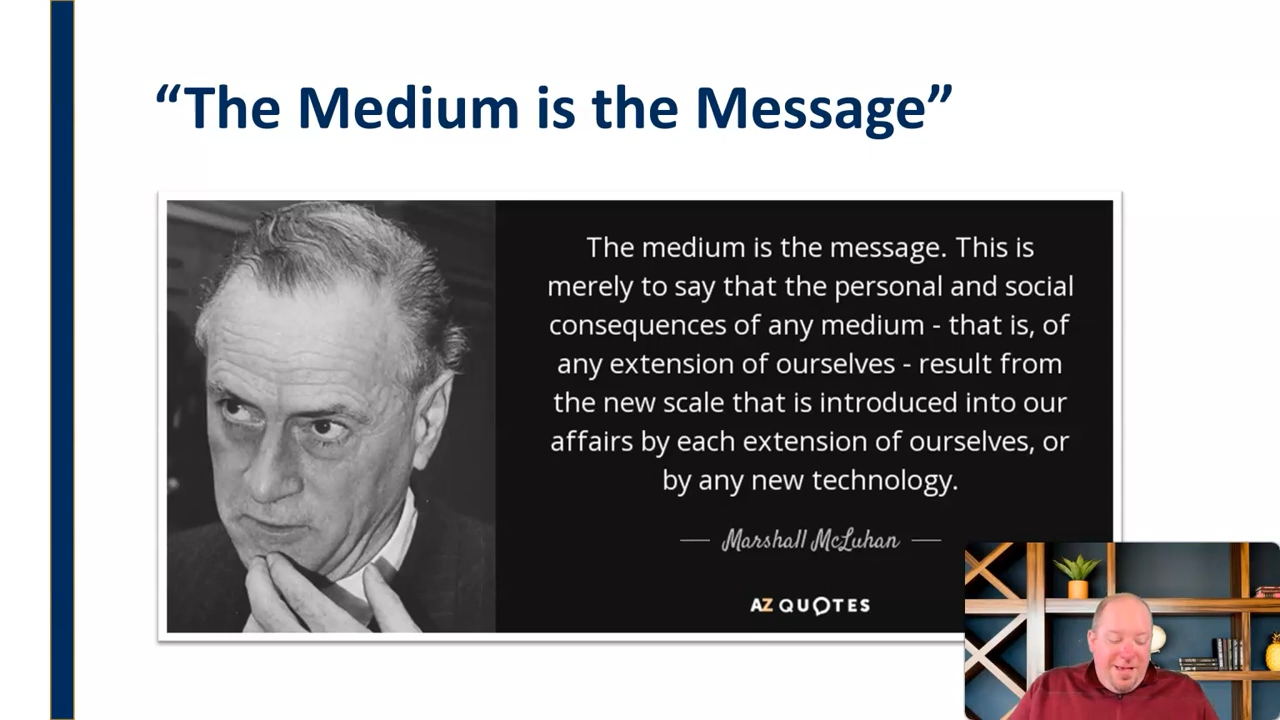 “The Medium is the Message”
The medium is the message. This is
merely to say that the personal and social
consequences of any medium - that is, of
any extension of ourselves - result from
the new scale that is introduced into our
affairs by each extension of ourselves, or
by any new technology.
Marshall McLuhan
AZ QUOTES